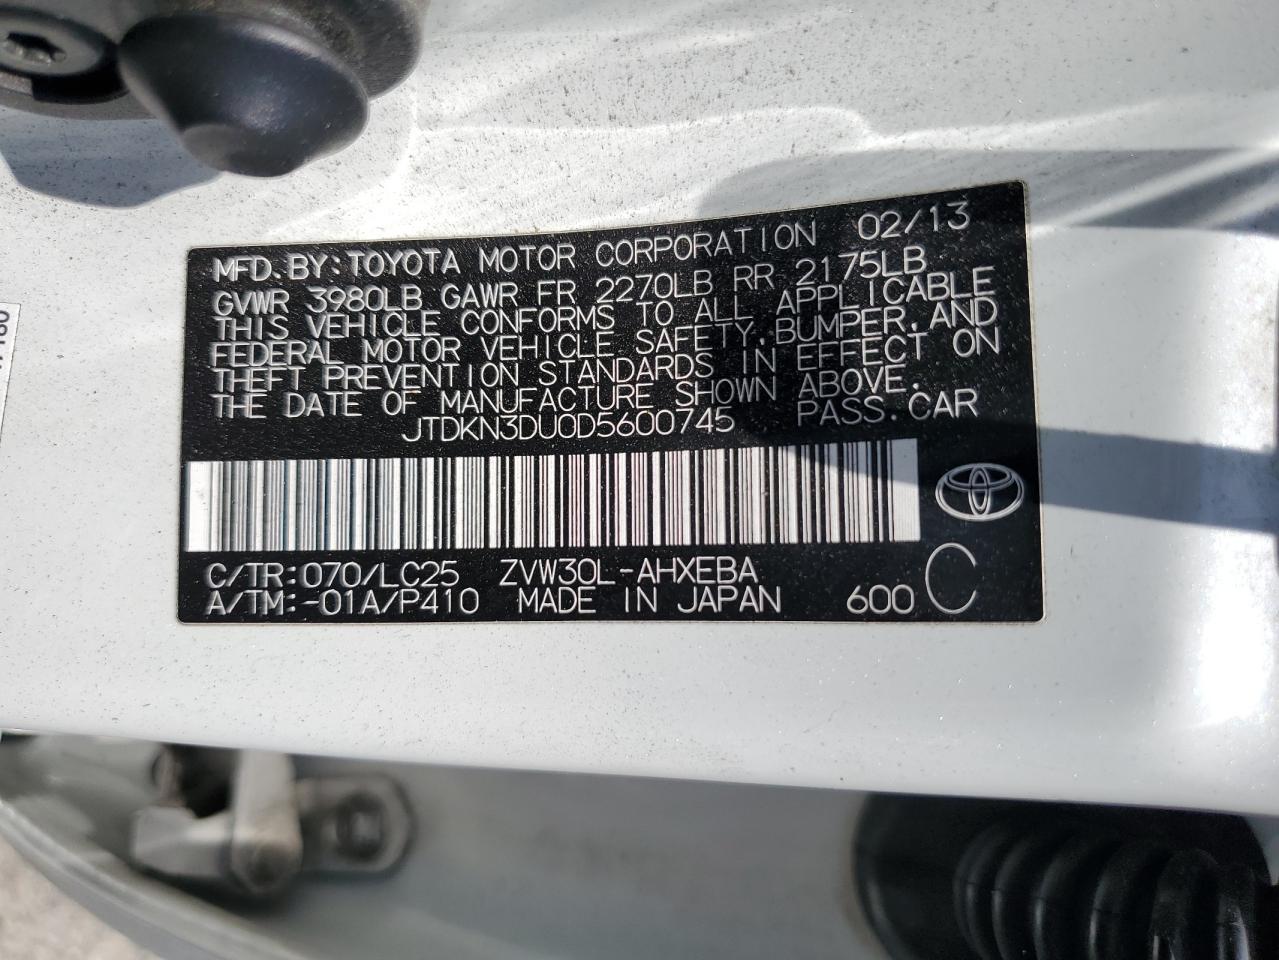 MFD. BY: TOYOTA MOTOR CORPORATION 02/13
GVWR 3980LB GAWR FR 2270LB RR 2175LB
THIS VEHICLE CONFORMS TO ALL APPLICABLE
FEDERAL MOTOR VEHICLE SAFETY, BUMPER, AND
THEFT PREVENTION STANDARDS IN EFFECT ON
THE DATE OF MANUFACTURE SHOWN ABOVE.
JTDKN3DU0D5600745 PASS. CAR
C/TR:070/LC25 ZVW30L-AHXEBA
A/TM:-01A/P410 MADE IN JAPAN 600 C